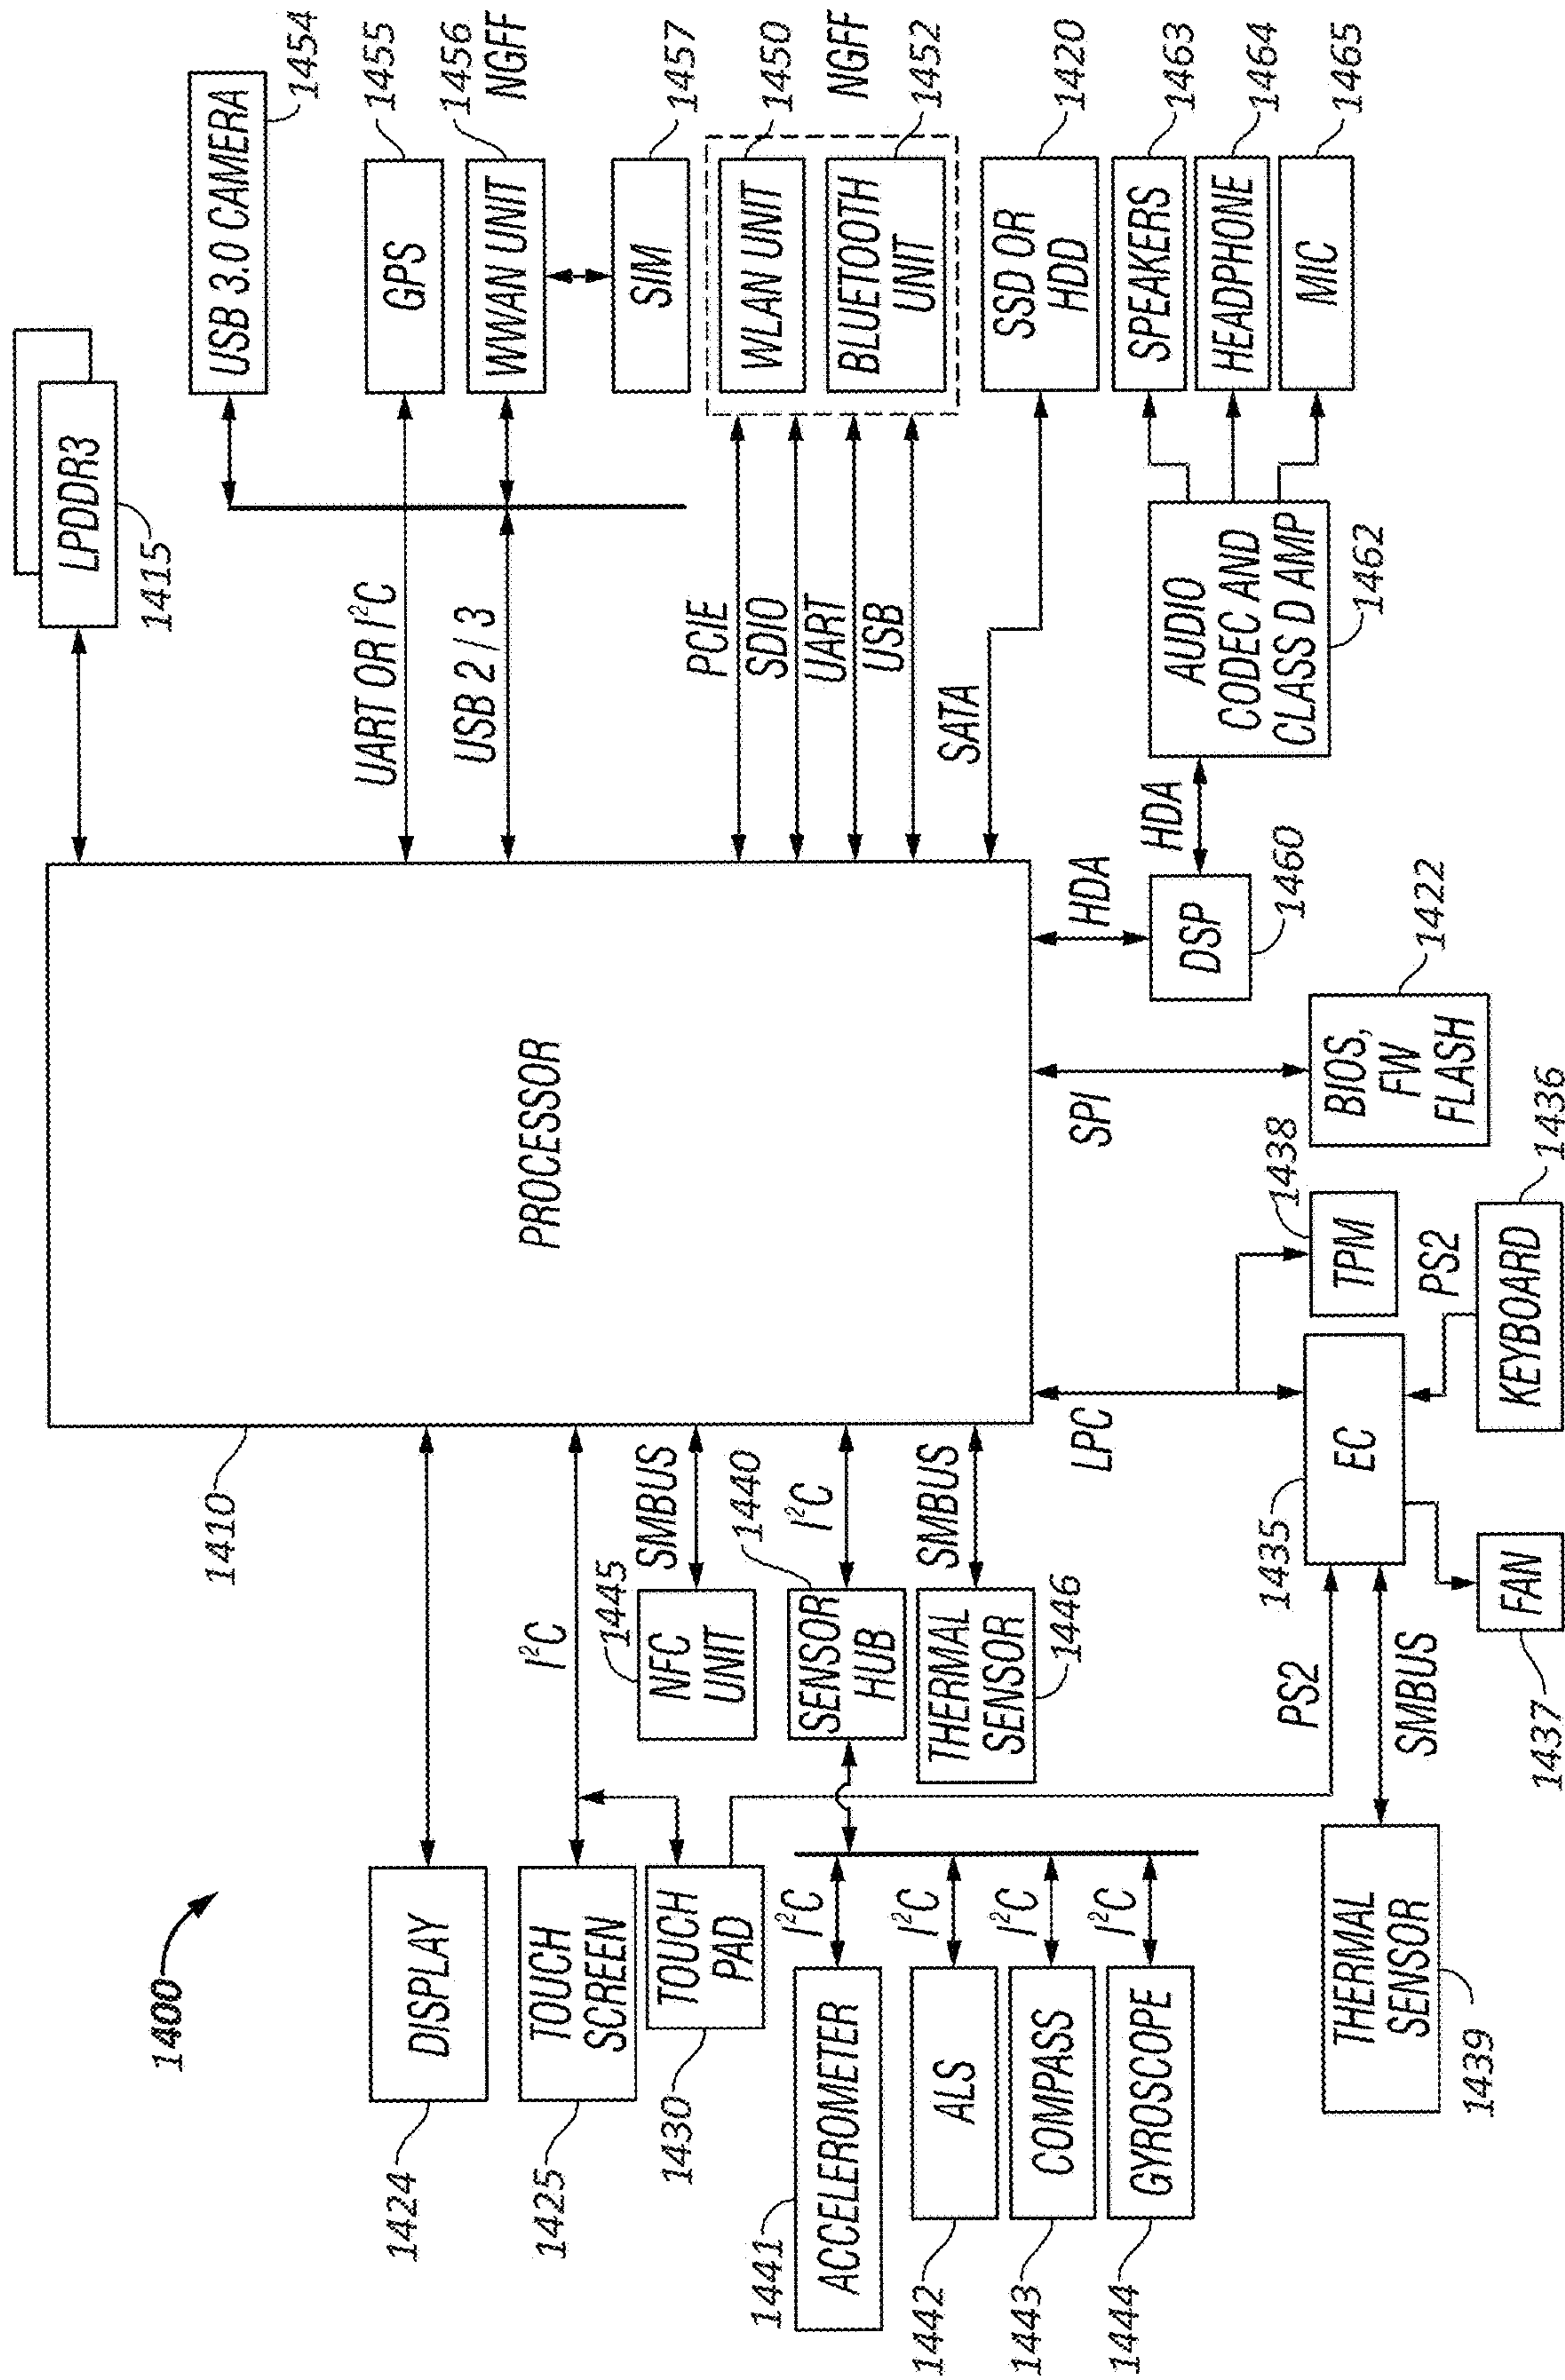 1400
LPDDR3
1415
1410
PROCESSOR
USB 3.0 CAMERA
1454
DISPLAY
1424
UART OR I²C
GPS
1455
TOUCH
SCREEN
1425
I²C
USB 2 / 3
WWAN UNIT
1456
NGFF
SIM
1457
TOUCH
PAD
1430
NFC
UNIT
1445
SMBUS
PCIE
SDIO
UART
USB
WLAN UNIT
1450
BLUETOOTH
UNIT
NGFF
1452
SENSOR
HUB
1440
I²C
THERMAL
SENSOR
1446
SMBUS
SATA
SSD OR
HDD
1420
ACCELEROMETER
1441
I²C
ALS
1442
I²C
COMPASS
1443
I²C
GYROSCOPE
1444
I²C
LPC
SPI
HDA
DSP
1460
HDA
AUDIO
CODEC AND
CLASS D AMP
1462
SPEAKERS
1463
HEADPHONE
1464
MIC
1465
PS2
1435
EC
TPM
1438
BIOS,
FW
FLASH
1422
THERMAL
SENSOR
1439
SMBUS
FAN
1437
PS2
KEYBOARD
1436